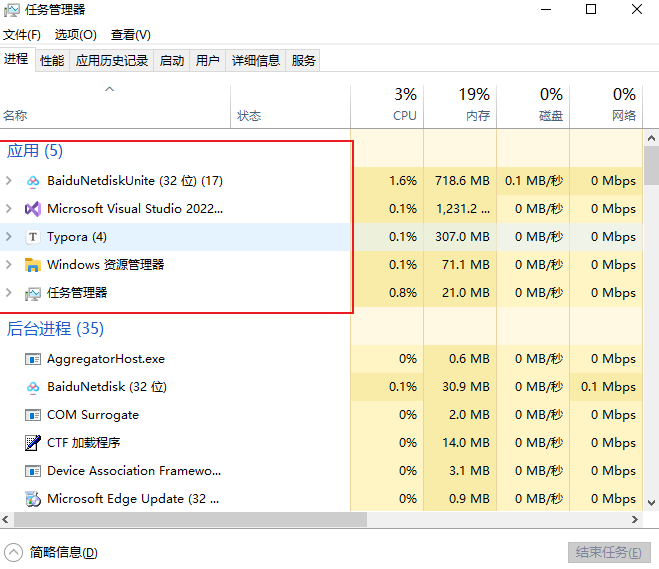 任务管理器
文件(F) 选项(O) 查看(V)
进程 性能 应用历史记录 启动 用户 详细信息 服务
3% 19% 0% 0%
名称 状态 CPU 内存 磁盘 网络
应用 (5)
BaiduNetdiskUnite (32 位) (17) 1.6% 718.6 MB 0.1 MB/秒 0 Mbps
Microsoft Visual Studio 2022... 0.1% 1,231.2 ... 0 MB/秒 0 Mbps
Typora (4) 0.1% 307.0 MB 0 MB/秒 0 Mbps
Windows 资源管理器 0.1% 71.1 MB 0 MB/秒 0 Mbps
任务管理器 0.8% 21.0 MB 0 MB/秒 0 Mbps
后台进程 (35)
AggregatorHost.exe 0% 0.6 MB 0 MB/秒 0 Mbps
BaiduNetdisk (32 位) 0.1% 30.9 MB 0 MB/秒 0.1 Mbps
COM Surrogate 0% 2.0 MB 0 MB/秒 0 Mbps
CTF 加载程序 0% 14.0 MB 0 MB/秒 0 Mbps
Device Association Framewo... 0% 3.1 MB 0 MB/秒 0 Mbps
Microsoft Edge Update (32 ... 0% 0.9 MB 0 MB/秒 0 Mbps
简略信息(D) 结束任务(E)